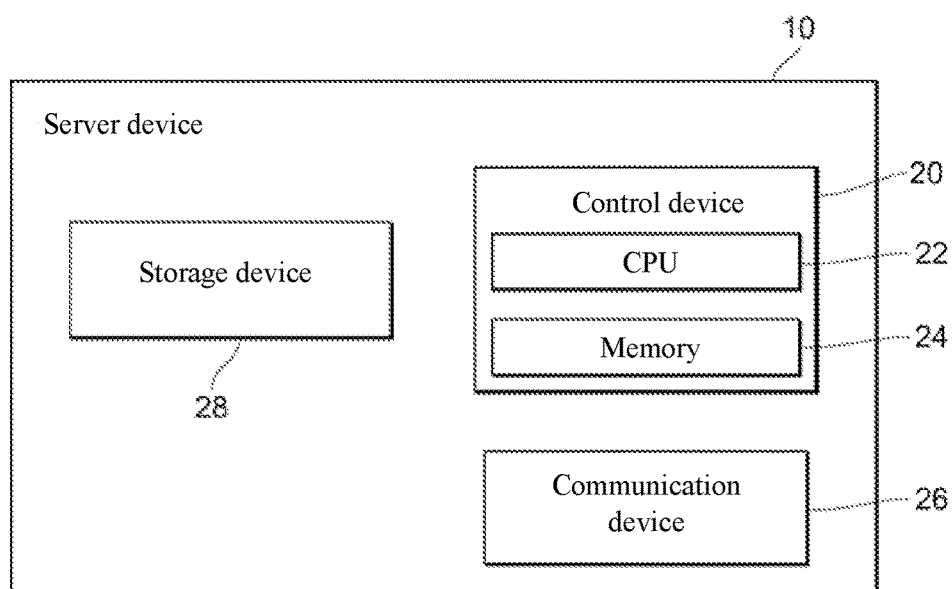 10
Server device
20
Control device
Storage device
CPU
22
Memory
24
28
Communication
device
26